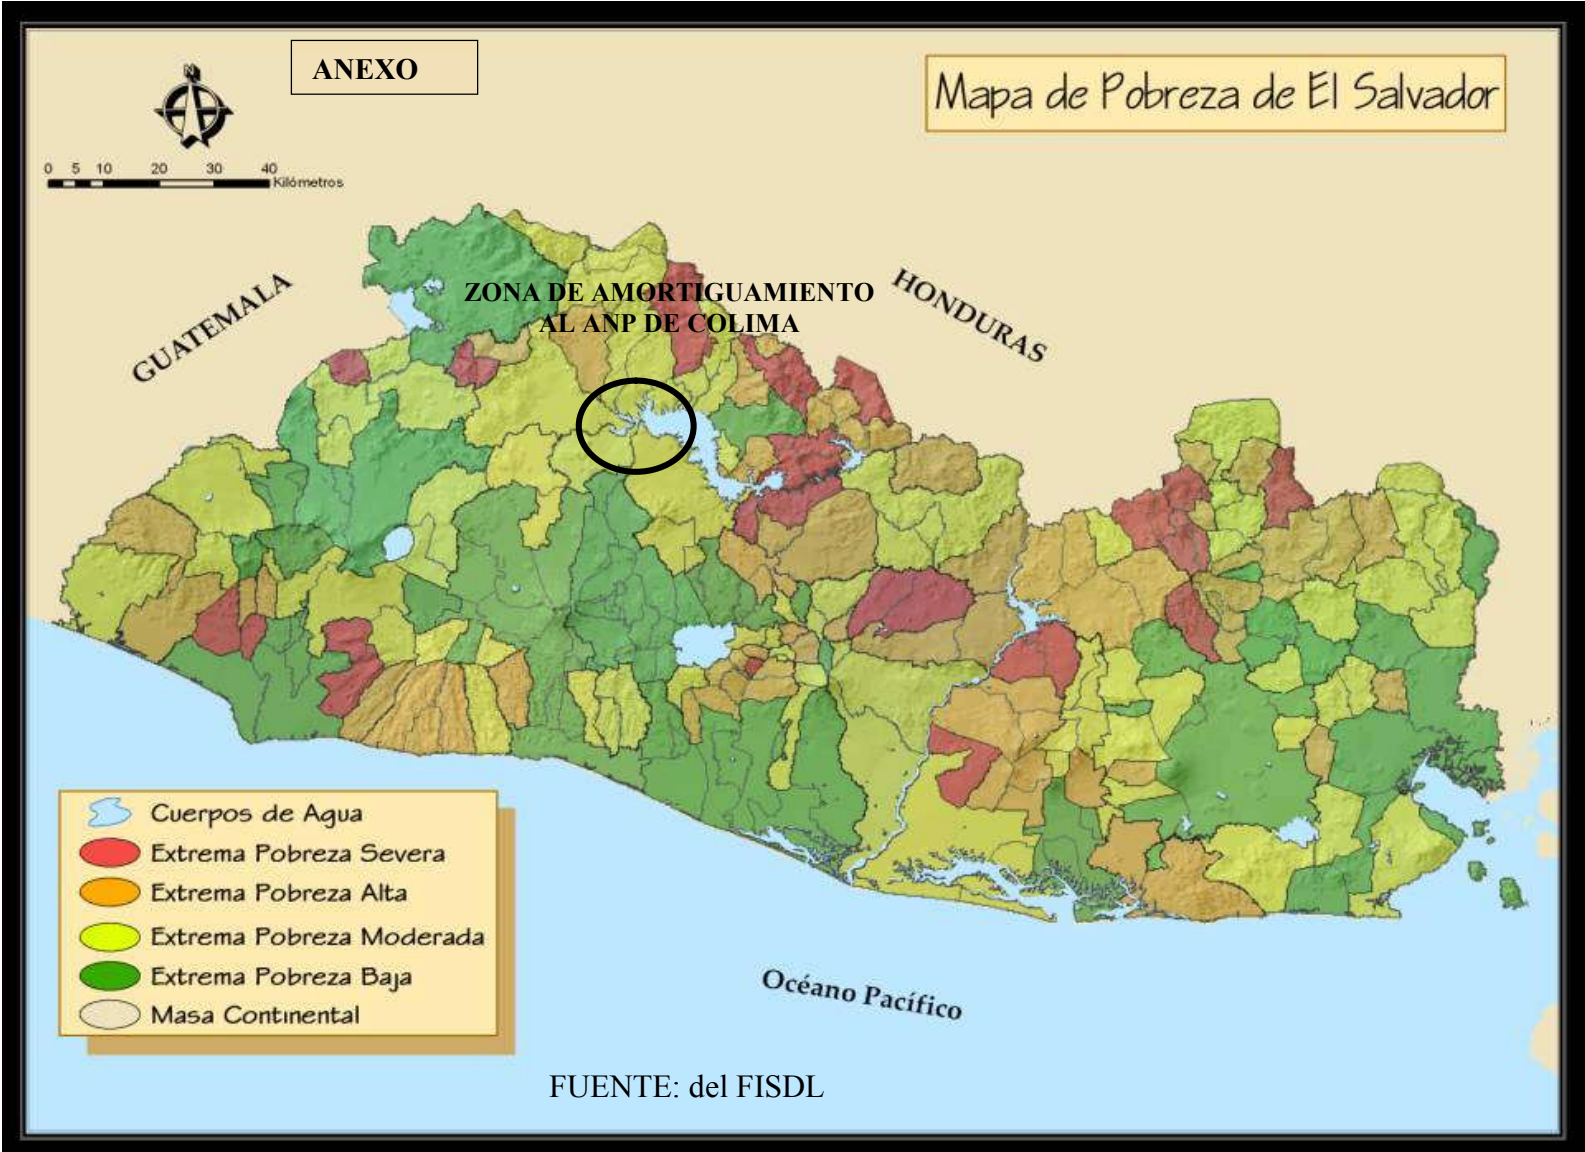 ANEXO
Mapa de Pobreza de El Salvador
N
0 5 10 20 30 40
Kilómetros
GUATEMALA
HONDURAS
ZONA DE AMORTIGUAMIENTO
AL ANP DE COLIMA
Cuerpos de Agua
Extrema Pobreza Severa
Extrema Pobreza Alta
Extrema Pobreza Moderada
Extrema Pobreza Baja
Masa Continental
Océano Pacífico
FUENTE: del FISDL